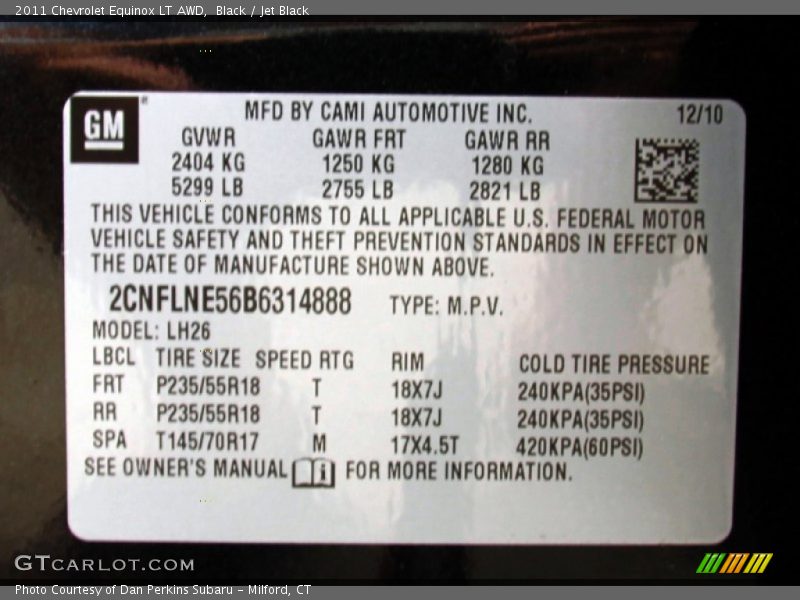 2011 Chevrolet Equinox LT AWD,  Black / Jet Black
GM
MFD BY CAMI AUTOMOTIVE INC.  12/10
GVWR  GAWR FRT  GAWR RR
2404 KG  1250 KG  1280 KG
5299 LB  2755 LB  2821 LB
THIS VEHICLE CONFORMS TO ALL APPLICABLE U.S. FEDERAL MOTOR
VEHICLE SAFETY AND THEFT PREVENTION STANDARDS IN EFFECT ON
THE DATE OF MANUFACTURE SHOWN ABOVE.
2CNFLNE56B6314888  TYPE: M.P.V.
MODEL: LH26
LBCL  TIRE SIZE  SPEED RTG  RIM  COLD TIRE PRESSURE
FRT  P235/55R18  T  18X7J  240KPA(35PSI)
RR  P235/55R18  T  18X7J  240KPA(35PSI)
SPA  T145/70R17  M  17X4.5T  420KPA(60PSI)
SEE OWNER'S MANUAL i FOR MORE INFORMATION.
GTCARLOT.COM
Photo Courtesy of Dan Perkins Subaru - Milford, CT